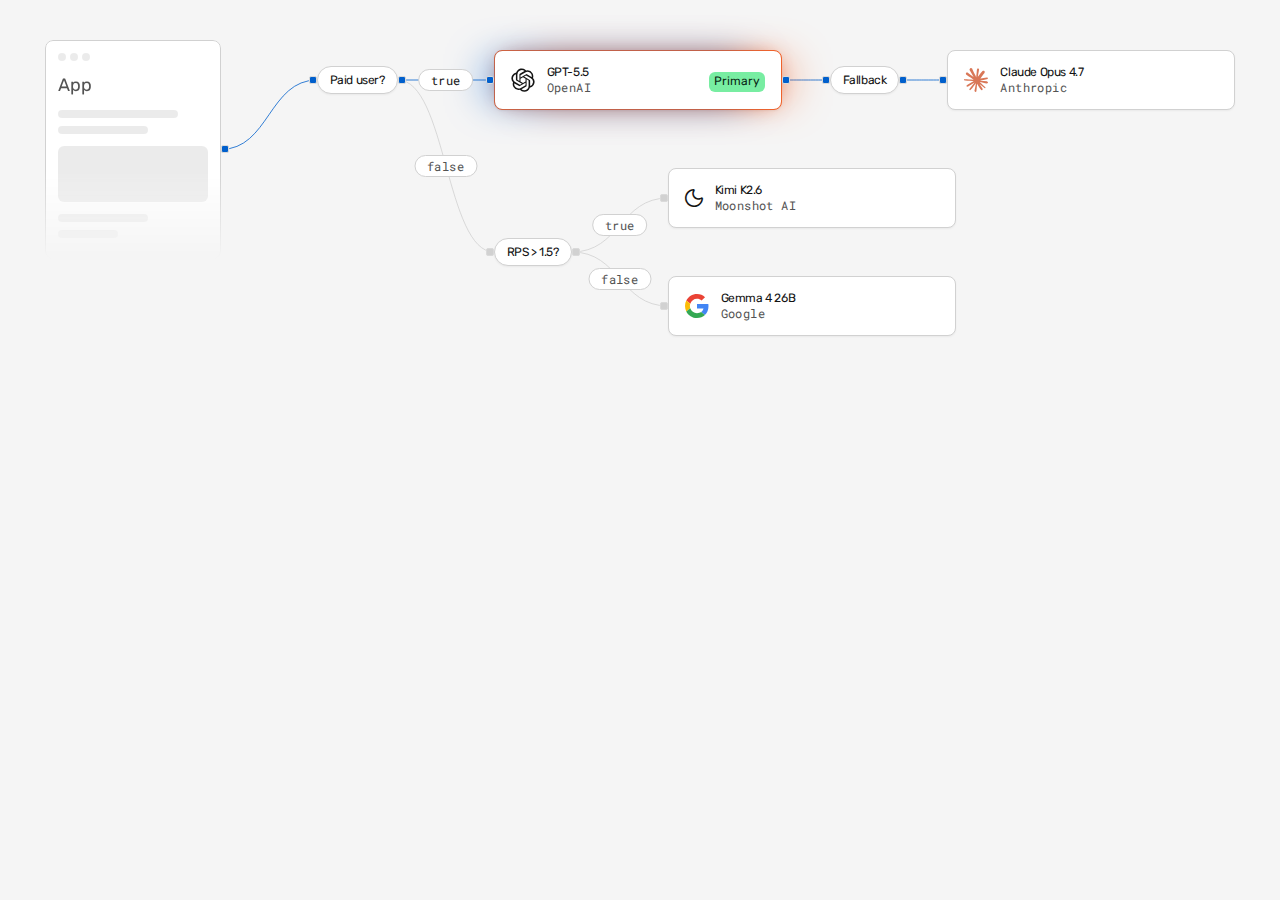 App
Paid user?
true
GPT-5.5
OpenAI
Primary
Fallback
Claude Opus 4.7
Anthropic
false
Kimi K2.6
Moonshot AI
true
RPS > 1.5?
false
Gemma 4 26B
Google